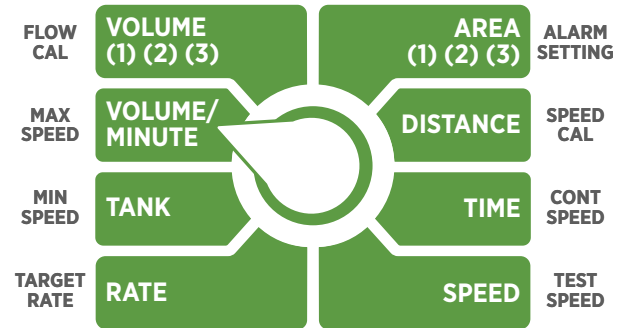 FLOW
CAL
VOLUME
(1) (2) (3)
AREA
(1) (2) (3)
ALARM
SETTING
MAX
SPEED
VOLUME/
MINUTE
DISTANCE
SPEED
CAL
MIN
SPEED
TANK
TIME
CONT
SPEED
TARGET
RATE
RATE
SPEED
TEST
SPEED